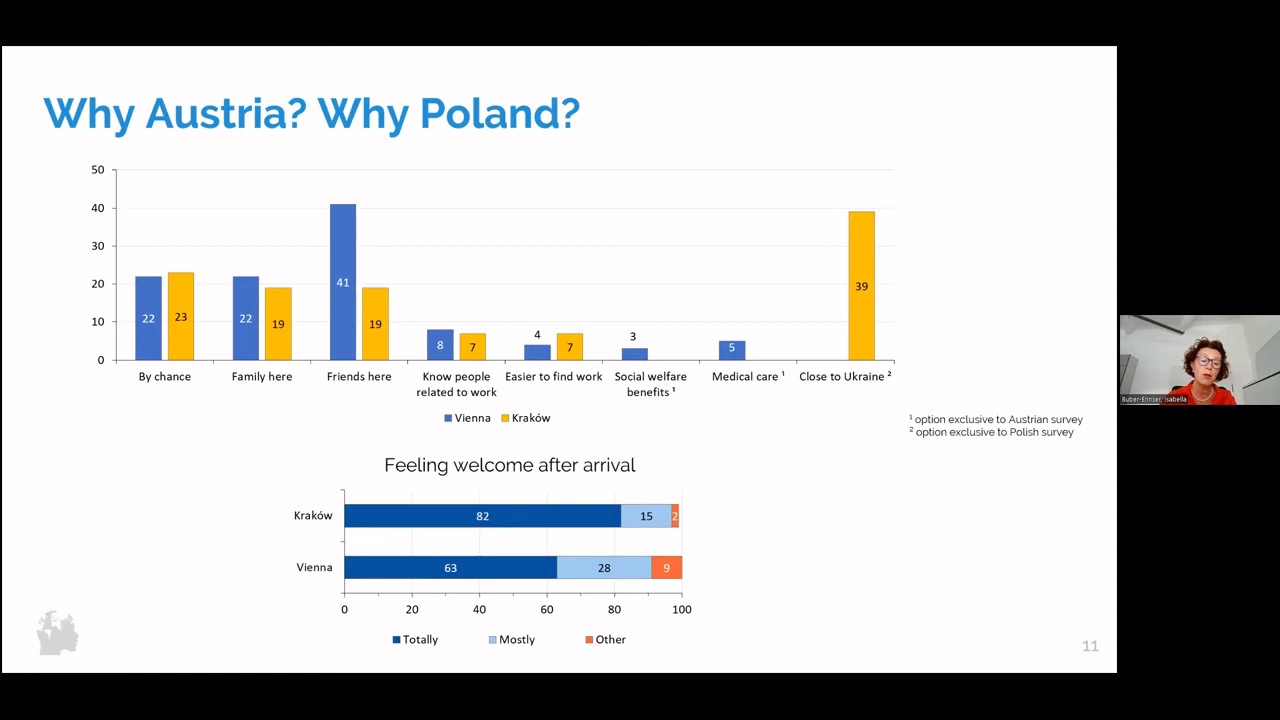 Why Austria? Why Poland?
50
40
30
20
10
0
22
23
22
19
41
19
8
7
4
7
3
5
39
By chance
Family here
Friends here
Know people
related to work
Easier to find work
Social welfare
benefits ¹
Medical care ¹
Close to Ukraine ²
Vienna
Kraków
¹ option exclusive to Austrian survey
² option exclusive to Polish survey
Feeling welcome after arrival
Kraków
82
15
2
Vienna
63
28
9
0
20
40
60
80
100
Totally
Mostly
Other
11
Buber-Ennser, Isabella